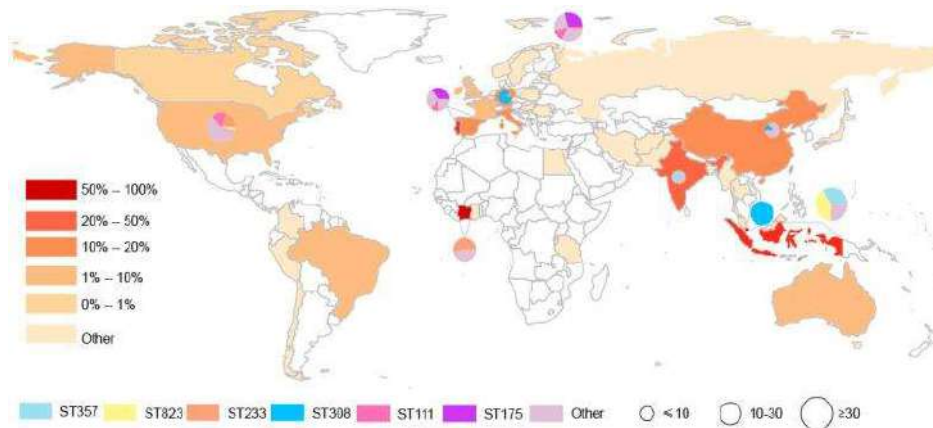 50% – 100%
20% – 50%
10% – 20%
1% – 10%
0% – 1%
Other
ST357 ST823 ST233 ST308 ST111 ST175 Other ≤10 10-30 ≥30